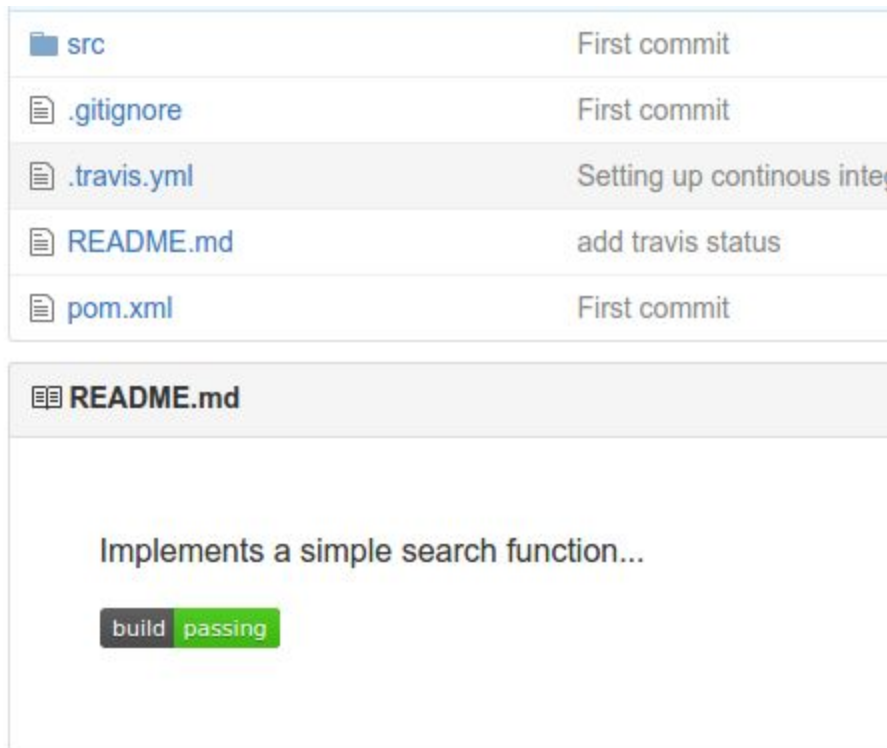 src First commit
.gitignore First commit
.travis.yml Setting up continous inte
README.md add travis status
pom.xml First commit
README.md
Implements a simple search function...
build passing